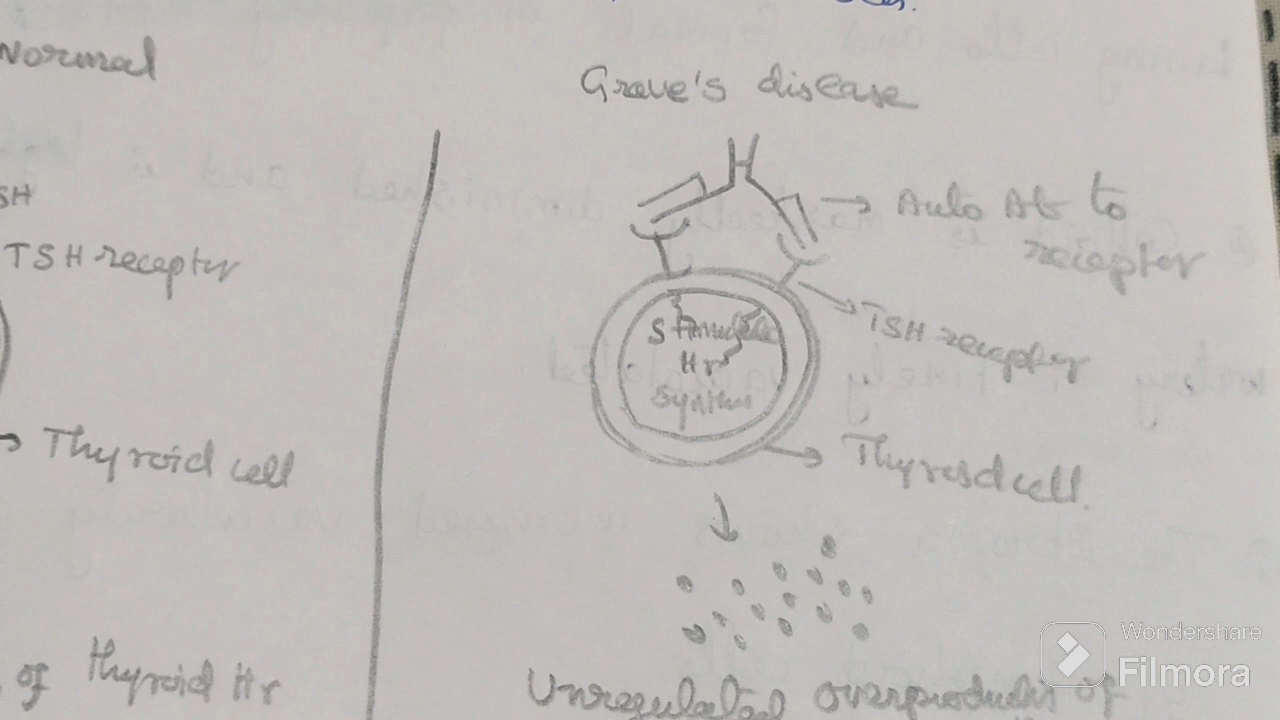 Normal
SH
TSH receptor
Thyroid cell
of thyroid Hr
Grave's disease
Auto Ab to
receptor
TSH receptor
Stimulate
Hr
Synthesis
Thyroid cell
Unregulated overproduction of
Wondershare
Filmora